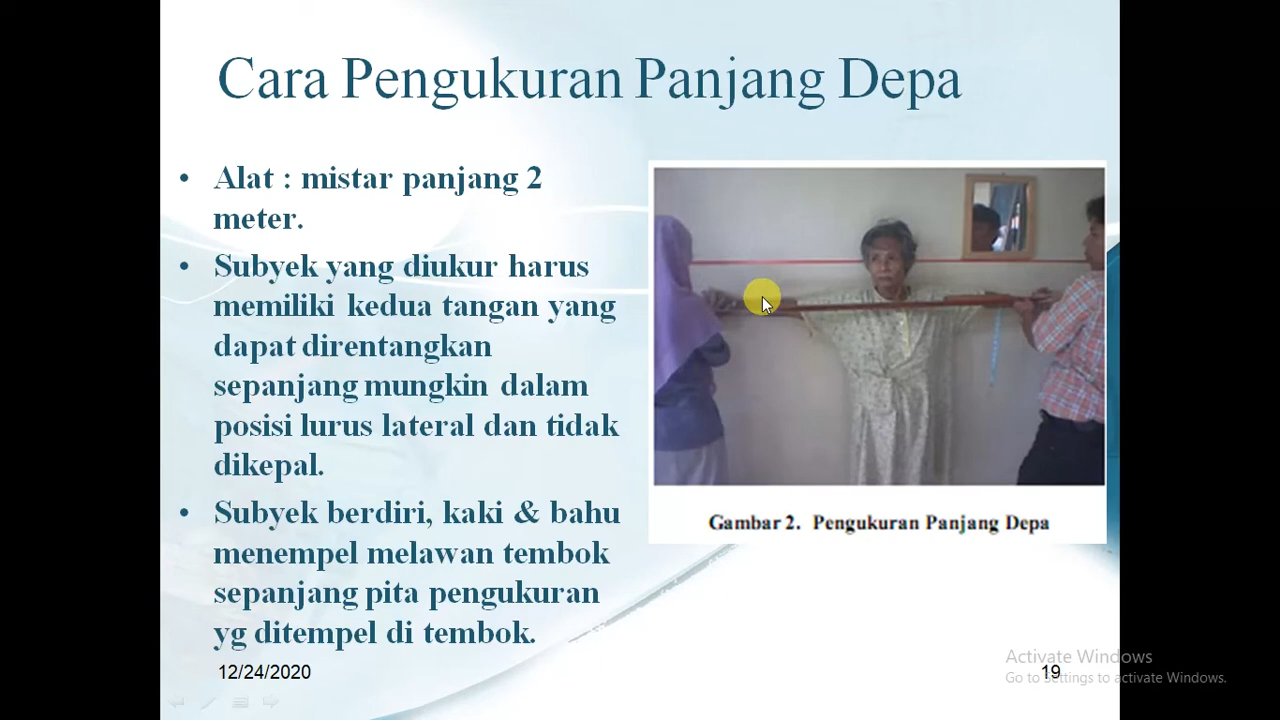 Cara Pengukuran Panjang Depa
• Alat : mistar panjang 2
meter.
• Subyek yang diukur harus
memiliki kedua tangan yang
dapat direntangkan
sepanjang mungkin dalam
posisi lurus lateral dan tidak
dikepal.
• Subyek berdiri, kaki & bahu
menempel melawan tembok
sepanjang pita pengukuran
yg ditempel di tembok.
Gambar 2. Pengukuran Panjang Depa
12/24/2020
19
Activate Windows
Go to Settings to activate Windows.